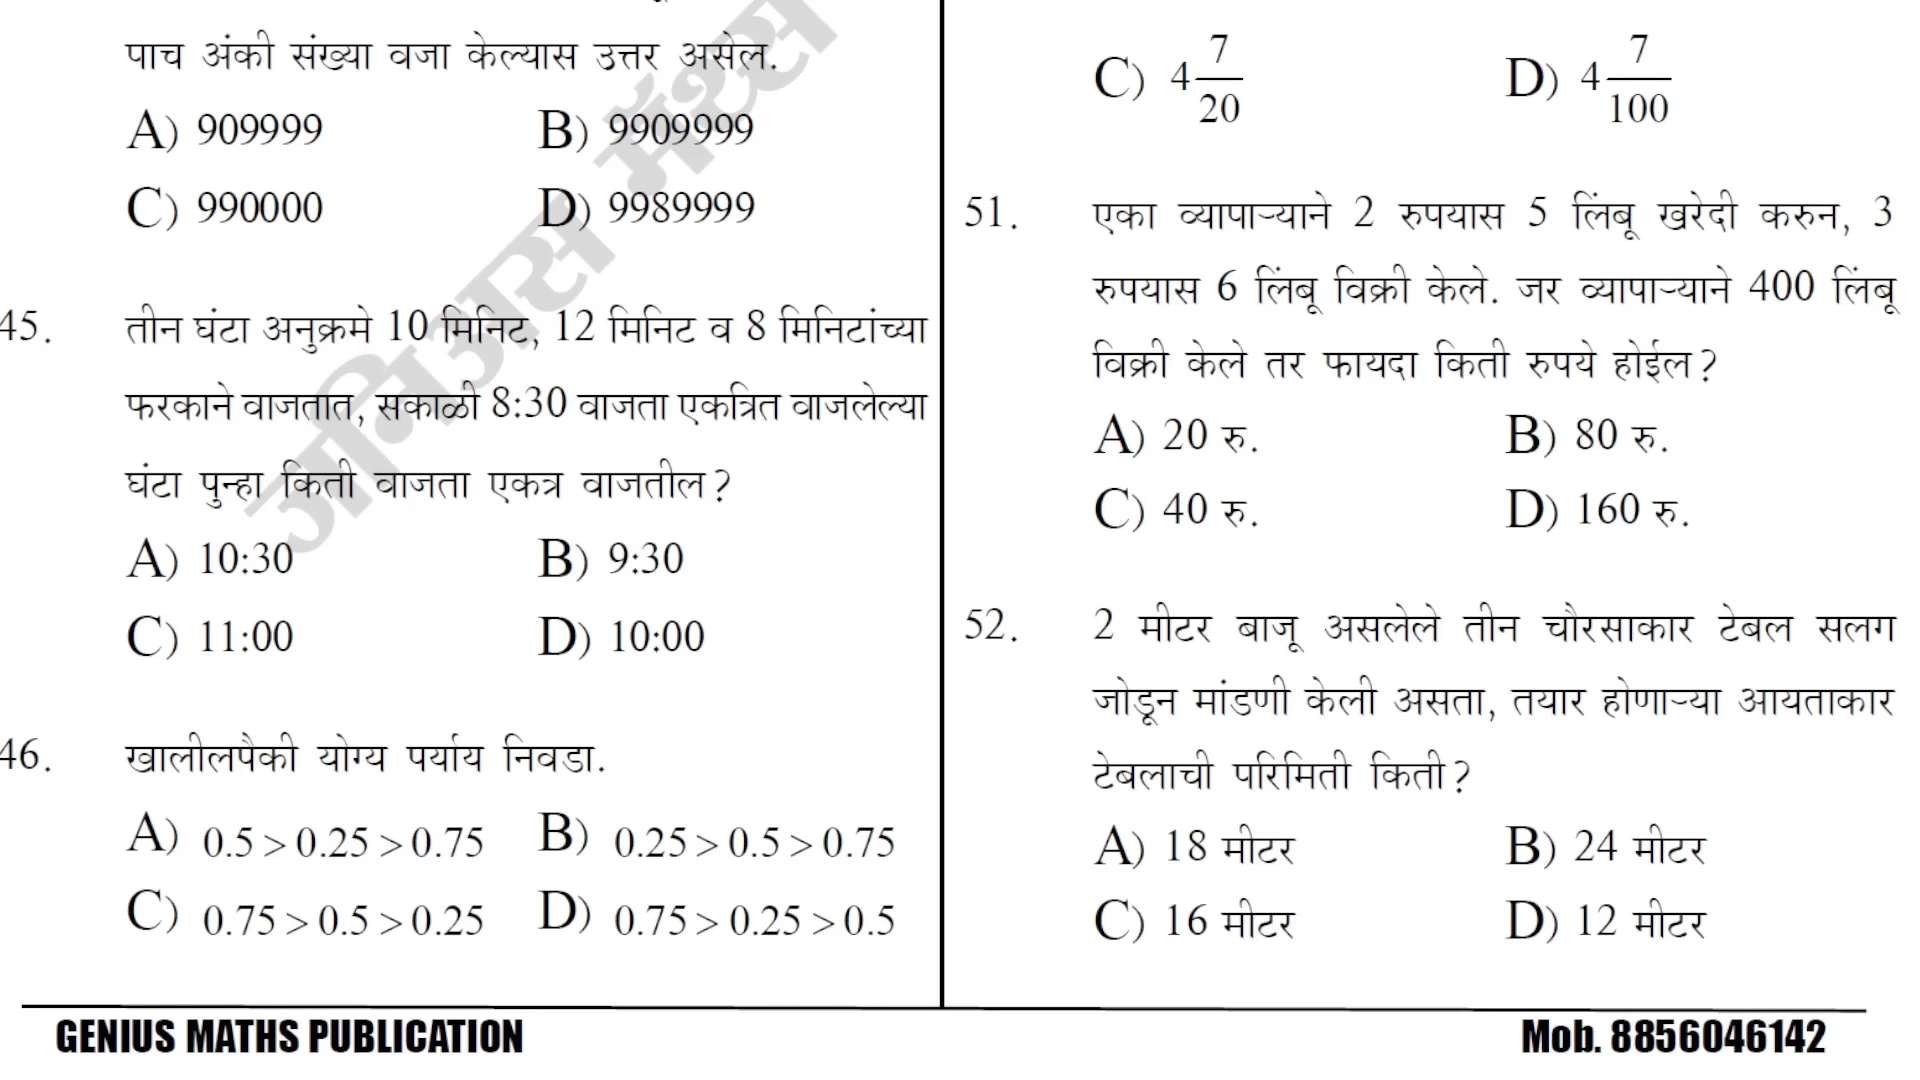 पाच अंकी संख्या वजा केल्यास उत्तर असेल.
A) 909999 B) 9909999
C) 990000 D) 9989999
45. तीन घंटा अनुक्रमे 10 मिनिट, 12 मिनिट व 8 मिनिटांच्या
फरकाने वाजतात, सकाळी 8:30 वाजता एकत्रित वाजलेल्या
घंटा पुन्हा किती वाजता एकत्र वाजतील?
A) 10:30 B) 9:30
C) 11:00 D) 10:00
46. खालीलपैकी योग्य पर्याय निवडा.
A) 0.5 > 0.25 > 0.75 B) 0.25 > 0.5 > 0.75
C) 0.75 > 0.5 > 0.25 D) 0.75 > 0.25 > 0.5
C) 4 7/20 D) 4 7/100
51. एका व्यापाऱ्याने 2 रुपयास 5 लिंबू खरेदी करुन, 3
रुपयास 6 लिंबू विक्री केले. जर व्यापाऱ्याने 400 लिंबू
विक्री केले तर फायदा किती रुपये होईल?
A) 20 रु. B) 80 रु.
C) 40 रु. D) 160 रु.
52. 2 मीटर बाजू असलेले तीन चौरसाकार टेबल सलग
जोडून मांडणी केली असता, तयार होणाऱ्या आयताकार
टेबलाची परिमिती किती?
A) 18 मीटर B) 24 मीटर
C) 16 मीटर D) 12 मीटर
GENIUS MATHS PUBLICATION Mob. 8856046142